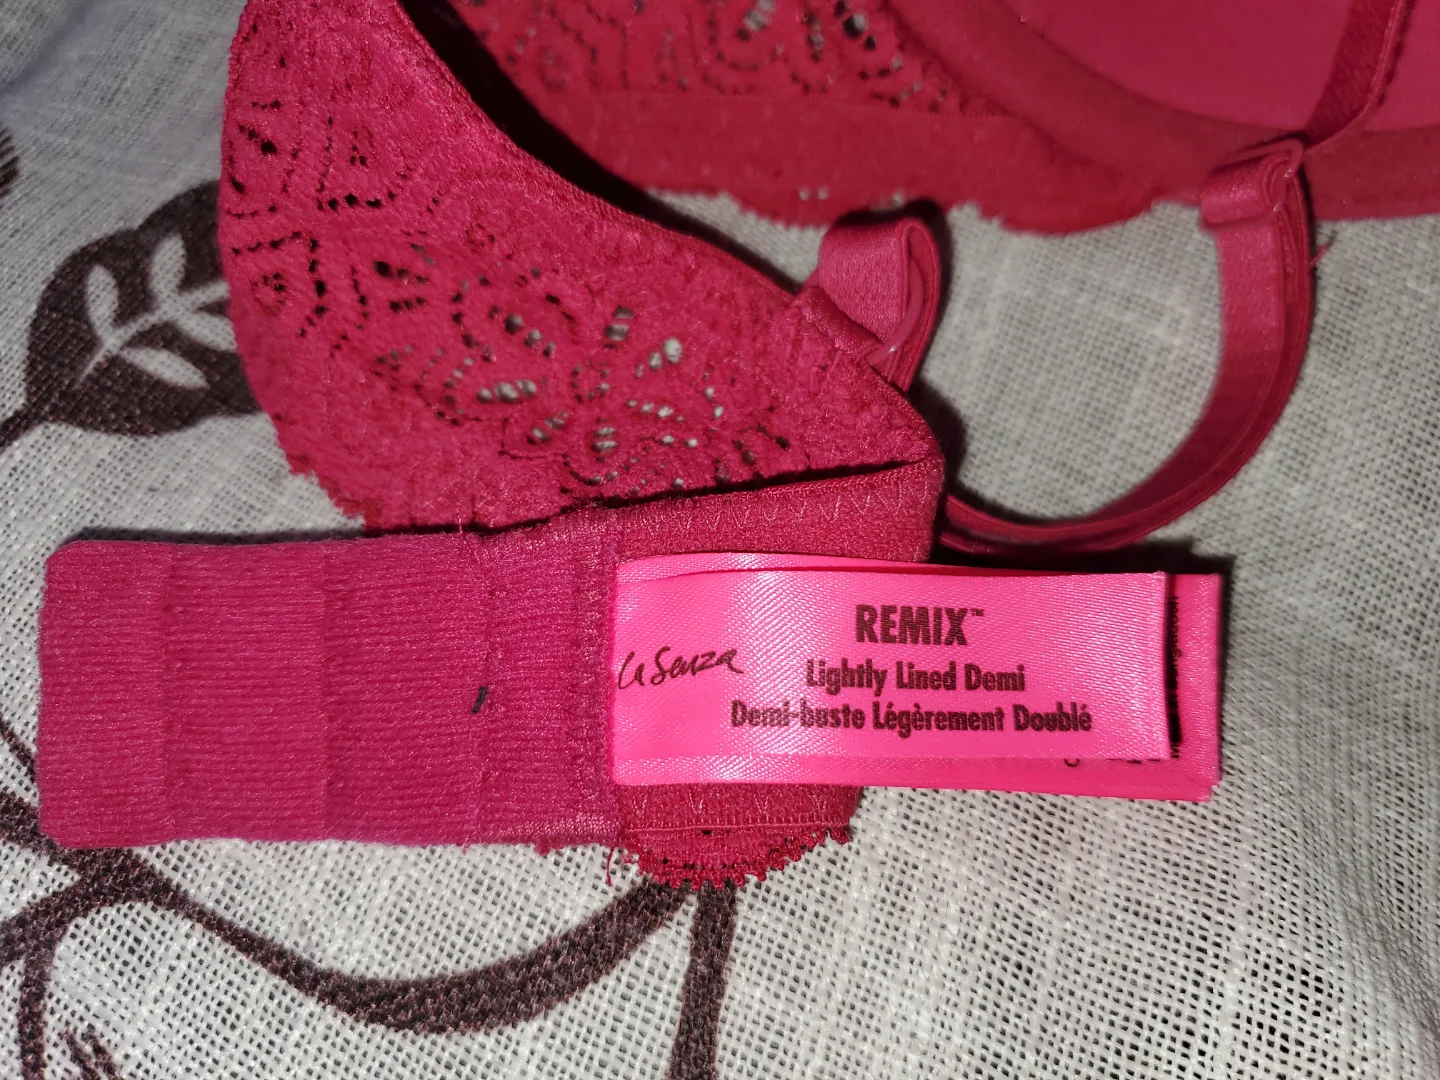 La Senza
REMIX™
Lightly Lined Demi
Demi-buste Légèrement Doublé